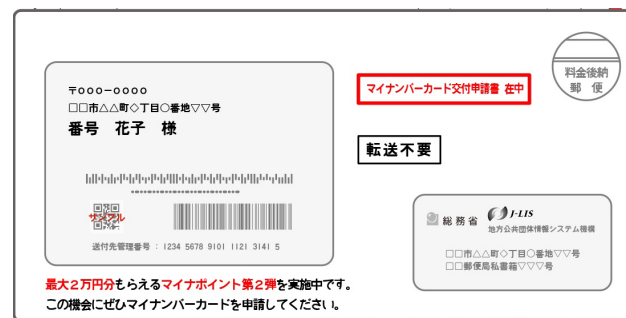 〒000-0000
□□市△△町◇丁目○番地▽▽号
番号 花子 様
サンプル
送付先管理番号 : 1234 5678 9101 1121 3141 5
最大2万円分もらえるマイナポイント第2弾を実施中です。
この機会にぜひマイナンバーカードを申請してください。
マイナンバーカード交付申請書 在中
転送不要
料金後納
郵便
総務省
J-LIS
地方公共団体情報システム機構
□□市△△町◇丁目○番地▽▽号
□□郵便局私書箱▽▽▽号